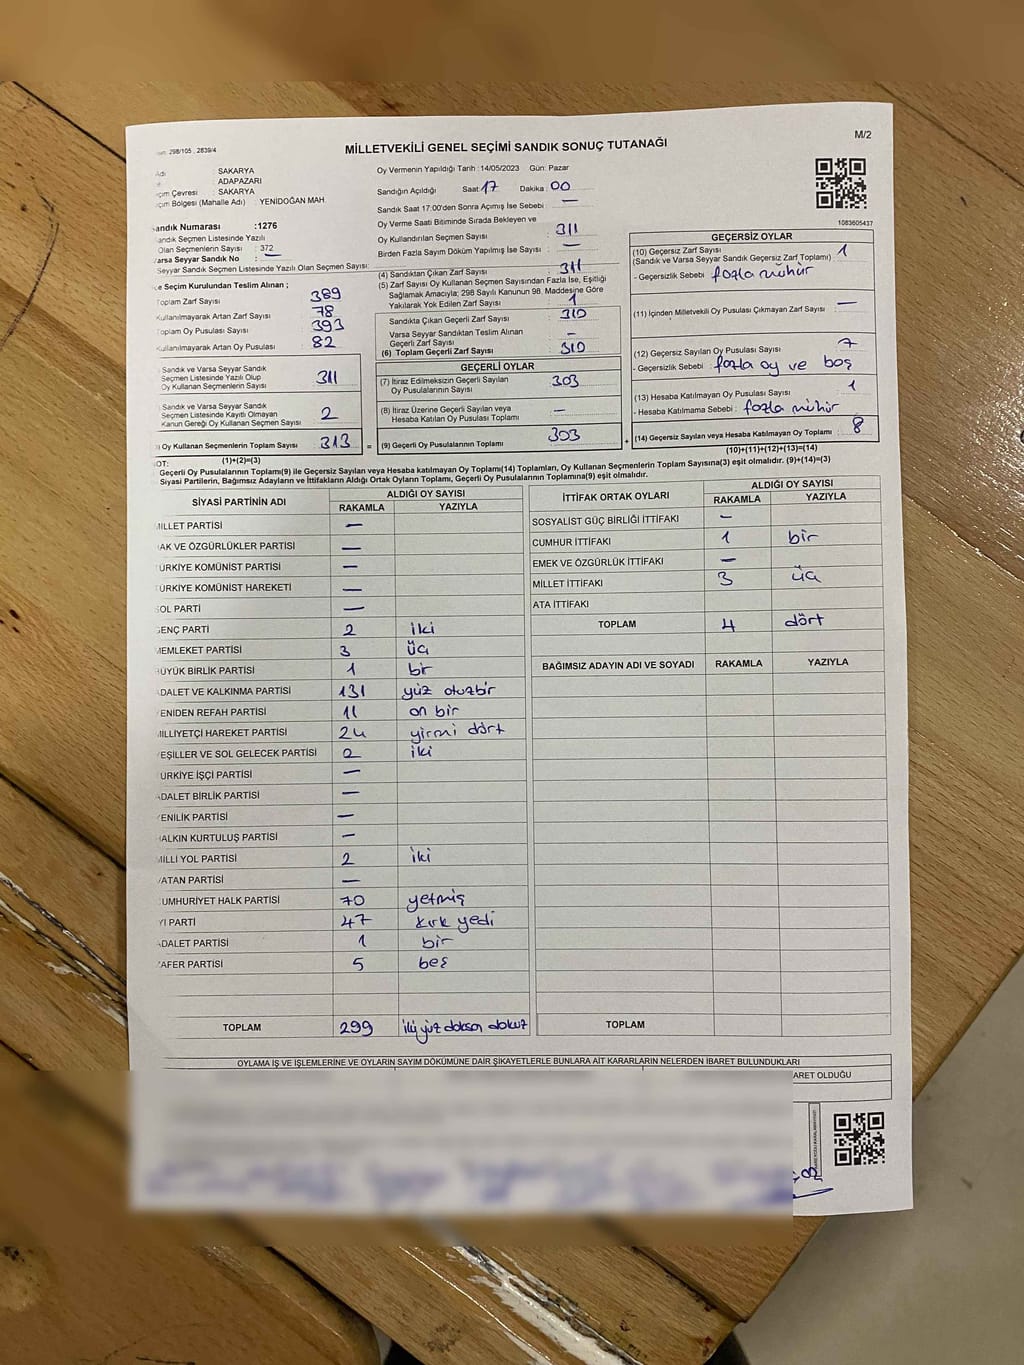 298/105 , 2839/4
MİLLETVEKİLİ GENEL SEÇİMİ SANDIK SONUÇ TUTANAĞI
M/2
Adı : SAKARYA
: ADAPAZARI
çim Çevresi : SAKARYA
çim Bölgesi (Mahalle Adı) : YENİDOĞAN MAH.
andık Numarası :1276
andık Seçmen Listesinde Yazılı
Olan Seçmenlerin Sayısı : 372
arsa Seyyar Sandık No : —
Seyyar Sandık Seçmen Listesinde Yazılı Olan Seçmen Sayısı:
Oy Vermenin Yapıldığı Tarih : 14/05/2023 Gün: Pazar
Sandığın Açıldığı Saat 17 Dakika 00
Sandık Saat 17:00'den Sonra Açılmış İse Sebebi : —
Oy Verme Saati Bitiminde Sırada Bekleyen ve
Oy Kullandırılan Seçmen Sayısı : 311
Birden Fazla Sayım Döküm Yapılmış İse Sayısı : —
1083605437
e Seçim Kurulundan Teslim Alınan ;
Toplam Zarf Sayısı 389
Kullanılmayarak Artan Zarf Sayısı 78
Toplam Oy Pusulası Sayısı 393
Kullanılmayarak Artan Oy Pusulası 82
Sandık ve Varsa Seyyar Sandık
Seçmen Listesinde Yazılı Olup
Oy Kullanan Seçmenlerin Sayısı 311
Sandık ve Varsa Seyyar Sandık
Seçmen Listesinde Kayıtlı Olmayan
Kanun Gereği Oy Kullanan Seçmen Sayısı 2
) Oy Kullanan Seçmenlerin Toplam Sayısı 313 =
(1)+(2)=(3)
(4) Sandıktan Çıkan Zarf Sayısı : 311
(5) Zarf Sayısı Oy Kullanan Seçmen Sayısından Fazla İse, Eşitliği
Sağlamak Amacıyla; 298 Sayılı Kanunun 98. Maddesine Göre
Yakılarak Yok Edilen Zarf Sayısı : 1
Sandıkta Çıkan Geçerli Zarf Sayısı : 310
Varsa Seyyar Sandıktan Teslim Alınan
Geçerli Zarf Sayısı : —
(6) Toplam Geçerli Zarf Sayısı : 310
GEÇERLİ OYLAR
(7) İtiraz Edilmeksizin Geçerli Sayılan
Oy Pusulalarının Sayısı : 303
(8) İtiraz Üzerine Geçerli Sayılan veya
Hesaba Katılan Oy Pusulası Toplamı : —
(9) Geçerli Oy Pusulalarının Toplamı : 303 +
GEÇERSİZ OYLAR
(10) Geçersiz Zarf Sayısı
(Sandık ve Varsa Seyyar Sandık Geçersiz Zarf Toplamı) : 1
- Geçersizlik Sebebi : fazla mühür
(11) İçinden Milletvekili Oy Pusulası Çıkmayan Zarf Sayısı : —
(12) Geçersiz Sayılan Oy Pusulası Sayısı : 7
- Geçersizlik Sebebi : fazla oy ve boş
(13) Hesaba Katılmayan Oy Pusulası Sayısı : 1
- Hesaba Katılmama Sebebi : fazla mühür
(14) Geçersiz Sayılan veya Hesaba Katılmayan Oy Toplamı : 8
(10)+(11)+(12)+(13)=(14)
OT:
Geçerli Oy Pusulalarının Toplamı(9) ile Geçersiz Sayılan veya Hesaba katılmayan Oy Toplamı(14) Toplamları, Oy Kullanan Seçmenlerin Toplam Sayısına(3) eşit olmalıdır. (9)+(14)=(3)
Siyasi Partilerin, Bağımsız Adayların ve İttifakların Aldığı Ortak Oyların Toplamı, Geçerli Oy Pusulalarının Toplamına(9) eşit olmalıdır.
SİYASİ PARTİNİN ADI ALDIĞI OY SAYISI
RAKAMLA YAZIYLA
MİLLET PARTİSİ —
AK VE ÖZGÜRLÜKLER PARTİSİ —
ÜRKİYE KOMÜNİST PARTİSİ —
ÜRKİYE KOMÜNİST HAREKETİ —
SOL PARTİ —
GENÇ PARTİ 2 iki
MEMLEKET PARTİSİ 3 üç
ÜYÜK BİRLİK PARTİSİ 1 bir
ADALET VE KALKINMA PARTİSİ 131 yüz otuzbir
YENİDEN REFAH PARTİSİ 11 on bir
MİLLİYETÇİ HAREKET PARTİSİ 24 yirmi dört
YEŞİLLER VE SOL GELECEK PARTİSİ 2 iki
ÜRKİYE İŞÇİ PARTİSİ —
ADALET BİRLİK PARTİSİ —
YENİLİK PARTİSİ —
HALKIN KURTULUŞ PARTİSİ —
MİLLİ YOL PARTİSİ 2 iki
VATAN PARTİSİ —
CUMHURİYET HALK PARTİSİ 70 yetmiş
İYİ PARTİ 47 kırk yedi
ADALET PARTİSİ 1 bir
ZAFER PARTİSİ 5 beş
TOPLAM 299 iki yüz doksan dokuz
İTTİFAK ORTAK OYLARI ALDIĞI OY SAYISI
RAKAMLA YAZIYLA
SOSYALİST GÜÇ BİRLİĞİ İTTİFAKI —
CUMHUR İTTİFAKI 1 bir
EMEK VE ÖZGÜRLÜK İTTİFAKI —
MİLLET İTTİFAKI 3 üç
ATA İTTİFAKI
TOPLAM 4 dört
BAĞIMSIZ ADAYIN ADI VE SOYADI RAKAMLA YAZIYLA
TOPLAM
OYLAMA İŞ VE İŞLEMLERİNE VE OYLARIN SAYIM DÖKÜMÜNE DAİR ŞİKAYETLERLE BUNLARA AİT KARARLARIN NELERDEN İBARET BULUNDUKLARI
ARET OLDUĞU